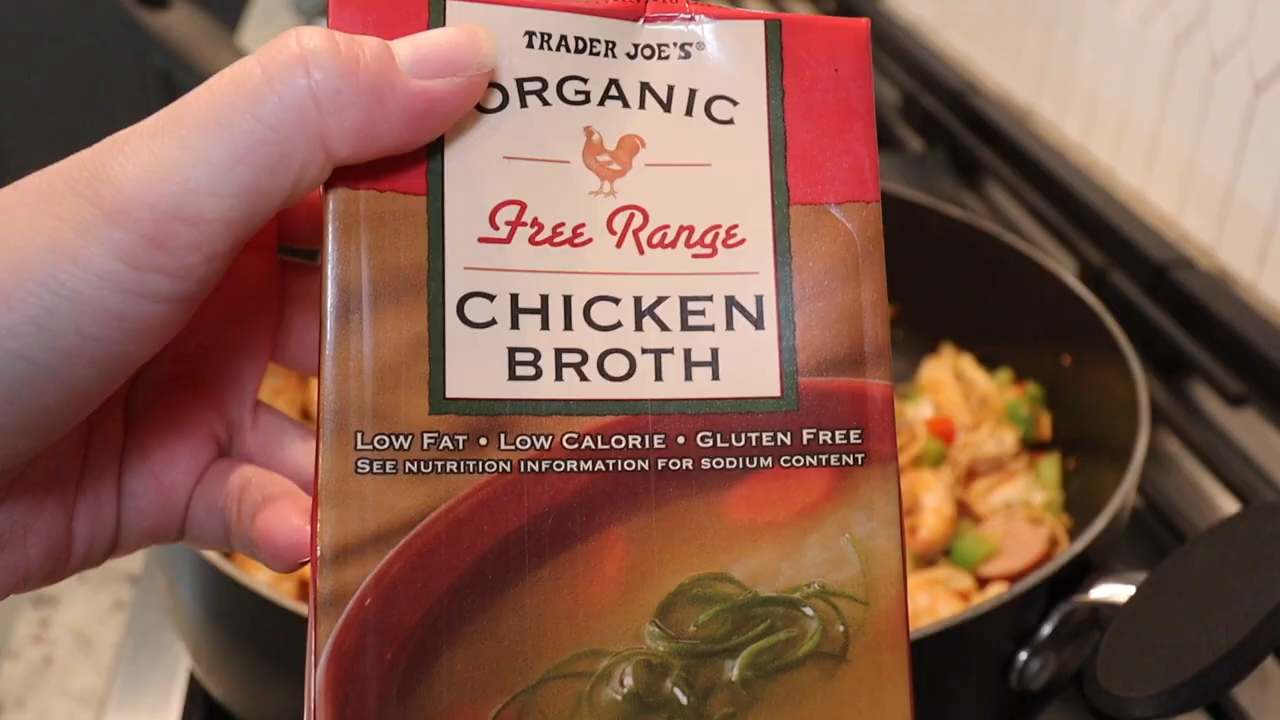 TRADER JOE'S®
ORGANIC
Free Range
CHICKEN
BROTH
LOW FAT • LOW CALORIE • GLUTEN FREE
SEE NUTRITION INFORMATION FOR SODIUM CONTENT